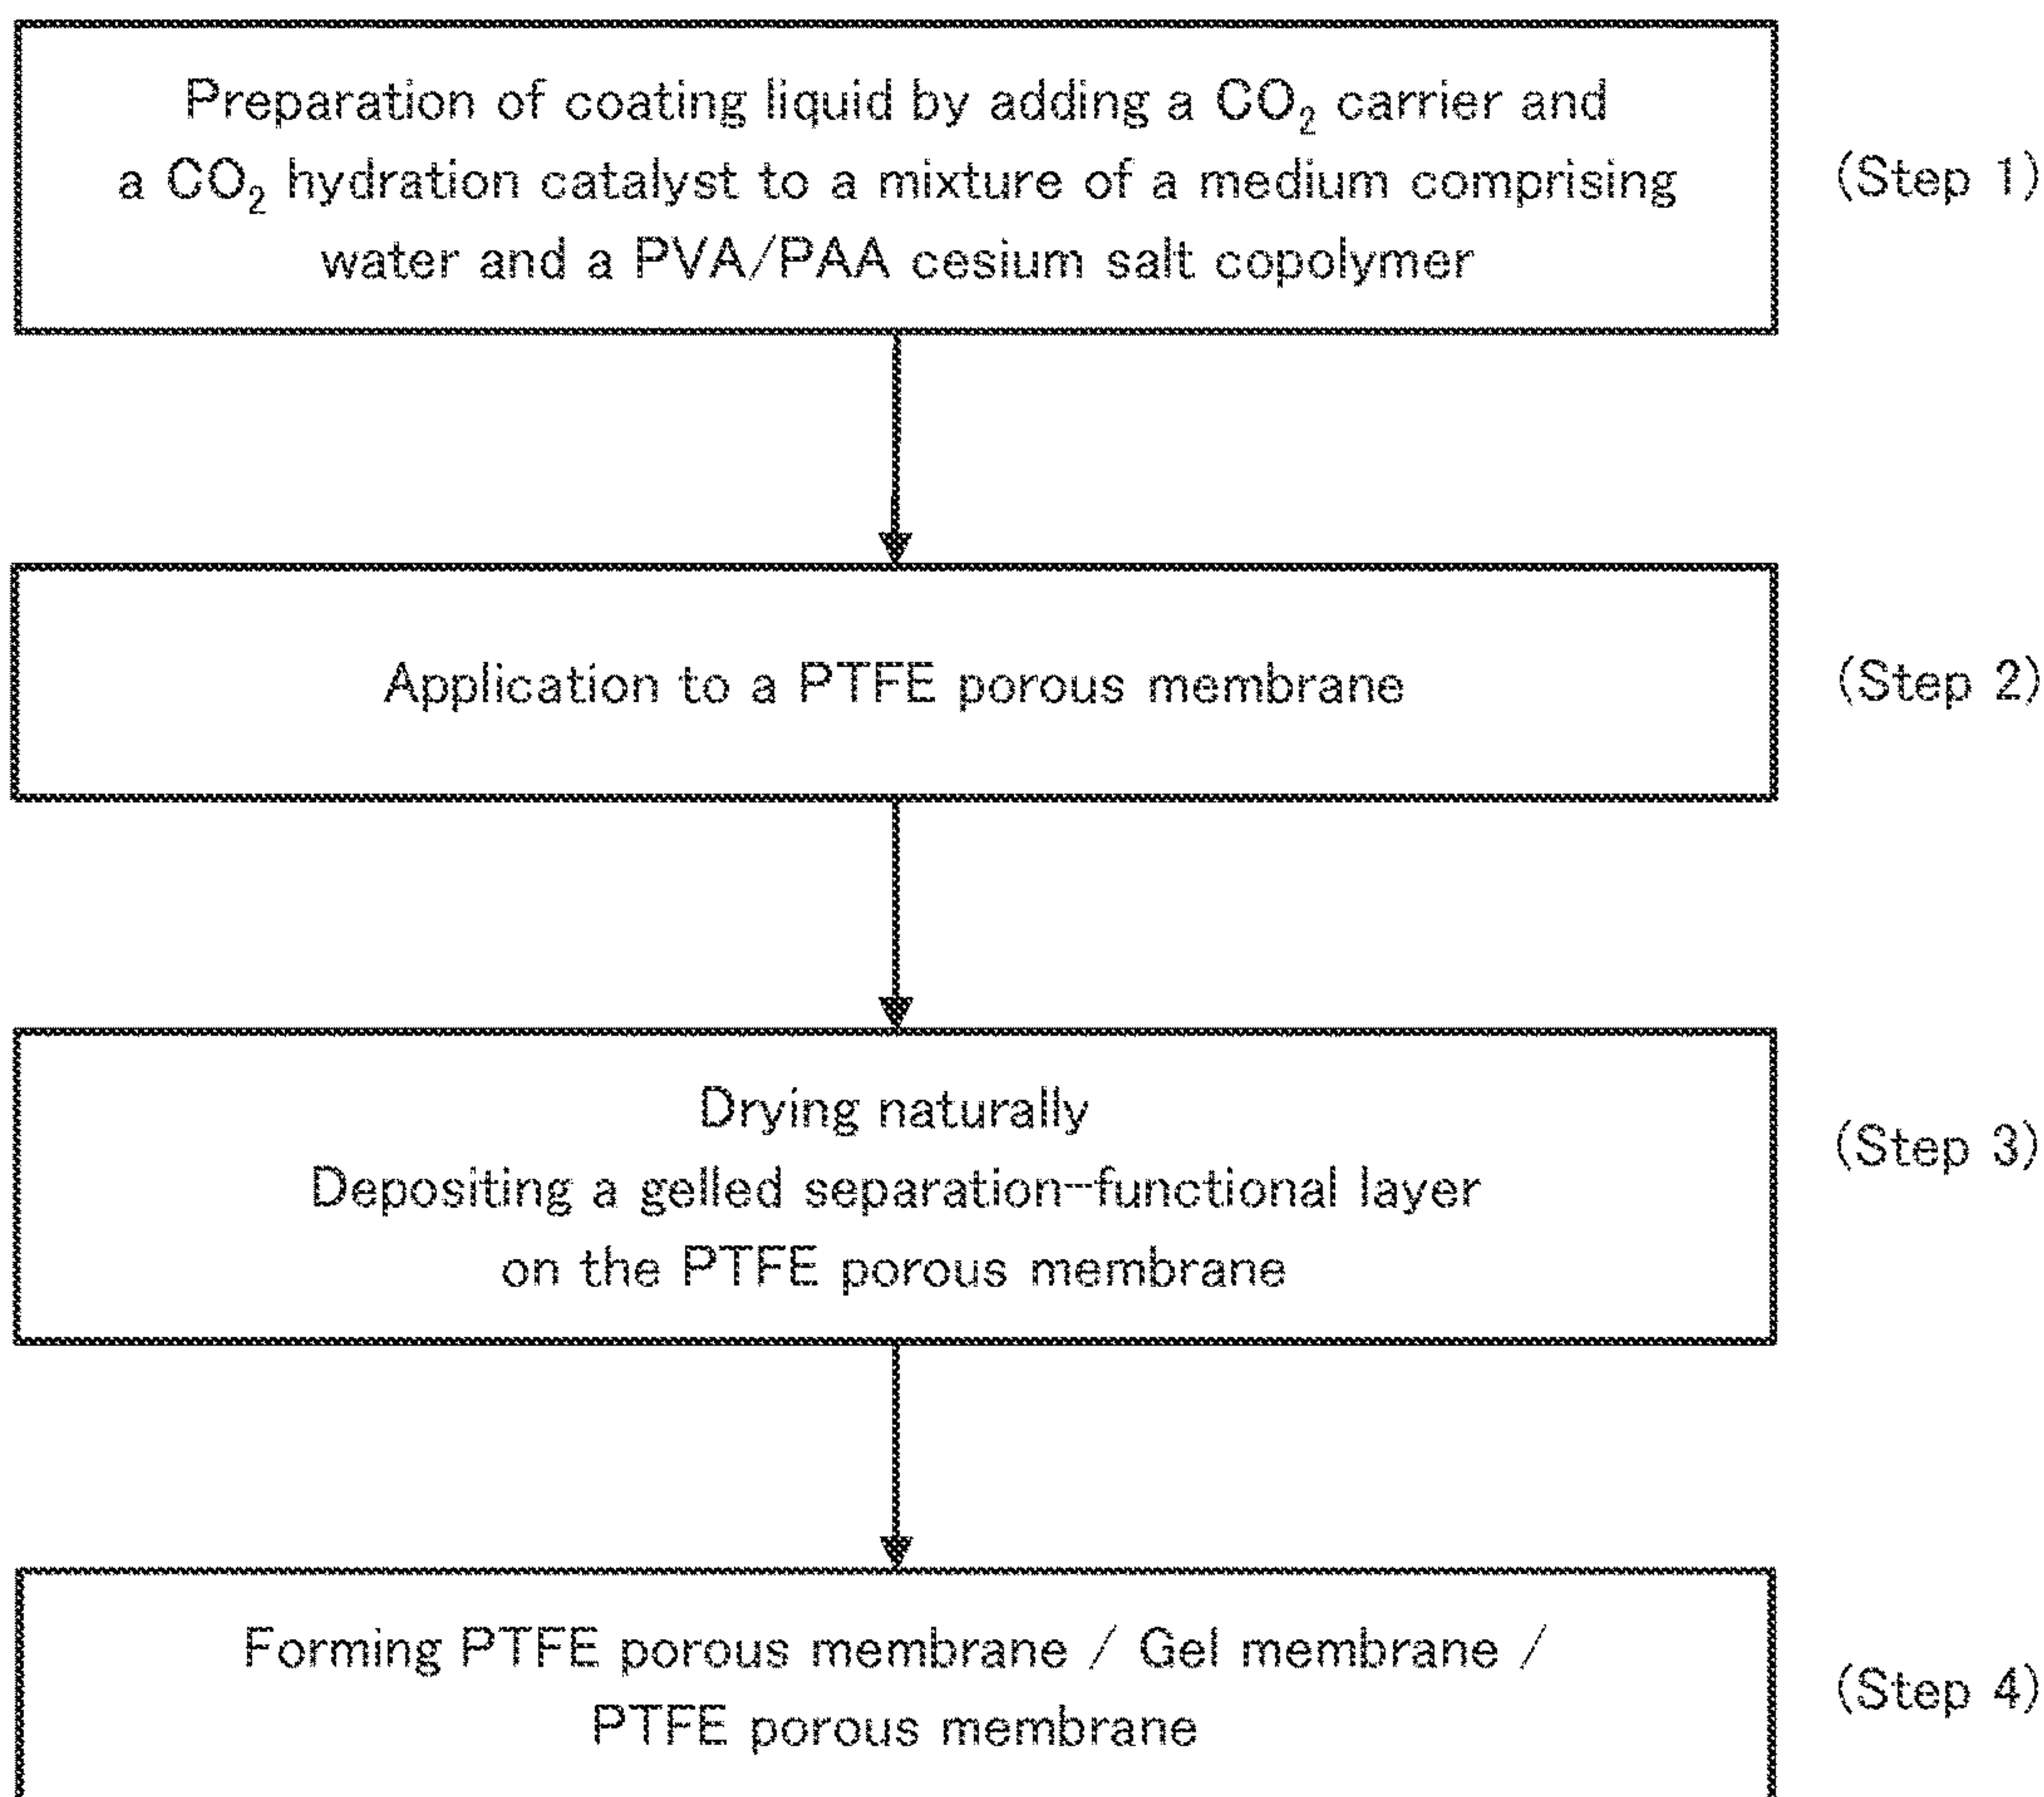 Preparation of coating liquid by adding a CO₂ carrier and
a CO₂ hydration catalyst to a mixture of a medium comprising
water and a PVA/PAA cesium salt copolymer
(Step 1)
Application to a PTFE porous membrane
(Step 2)
Drying naturally
Depositing a gelled separation-functional layer
on the PTFE porous membrane
(Step 3)
Forming PTFE porous membrane / Gel membrane /
PTFE porous membrane
(Step 4)